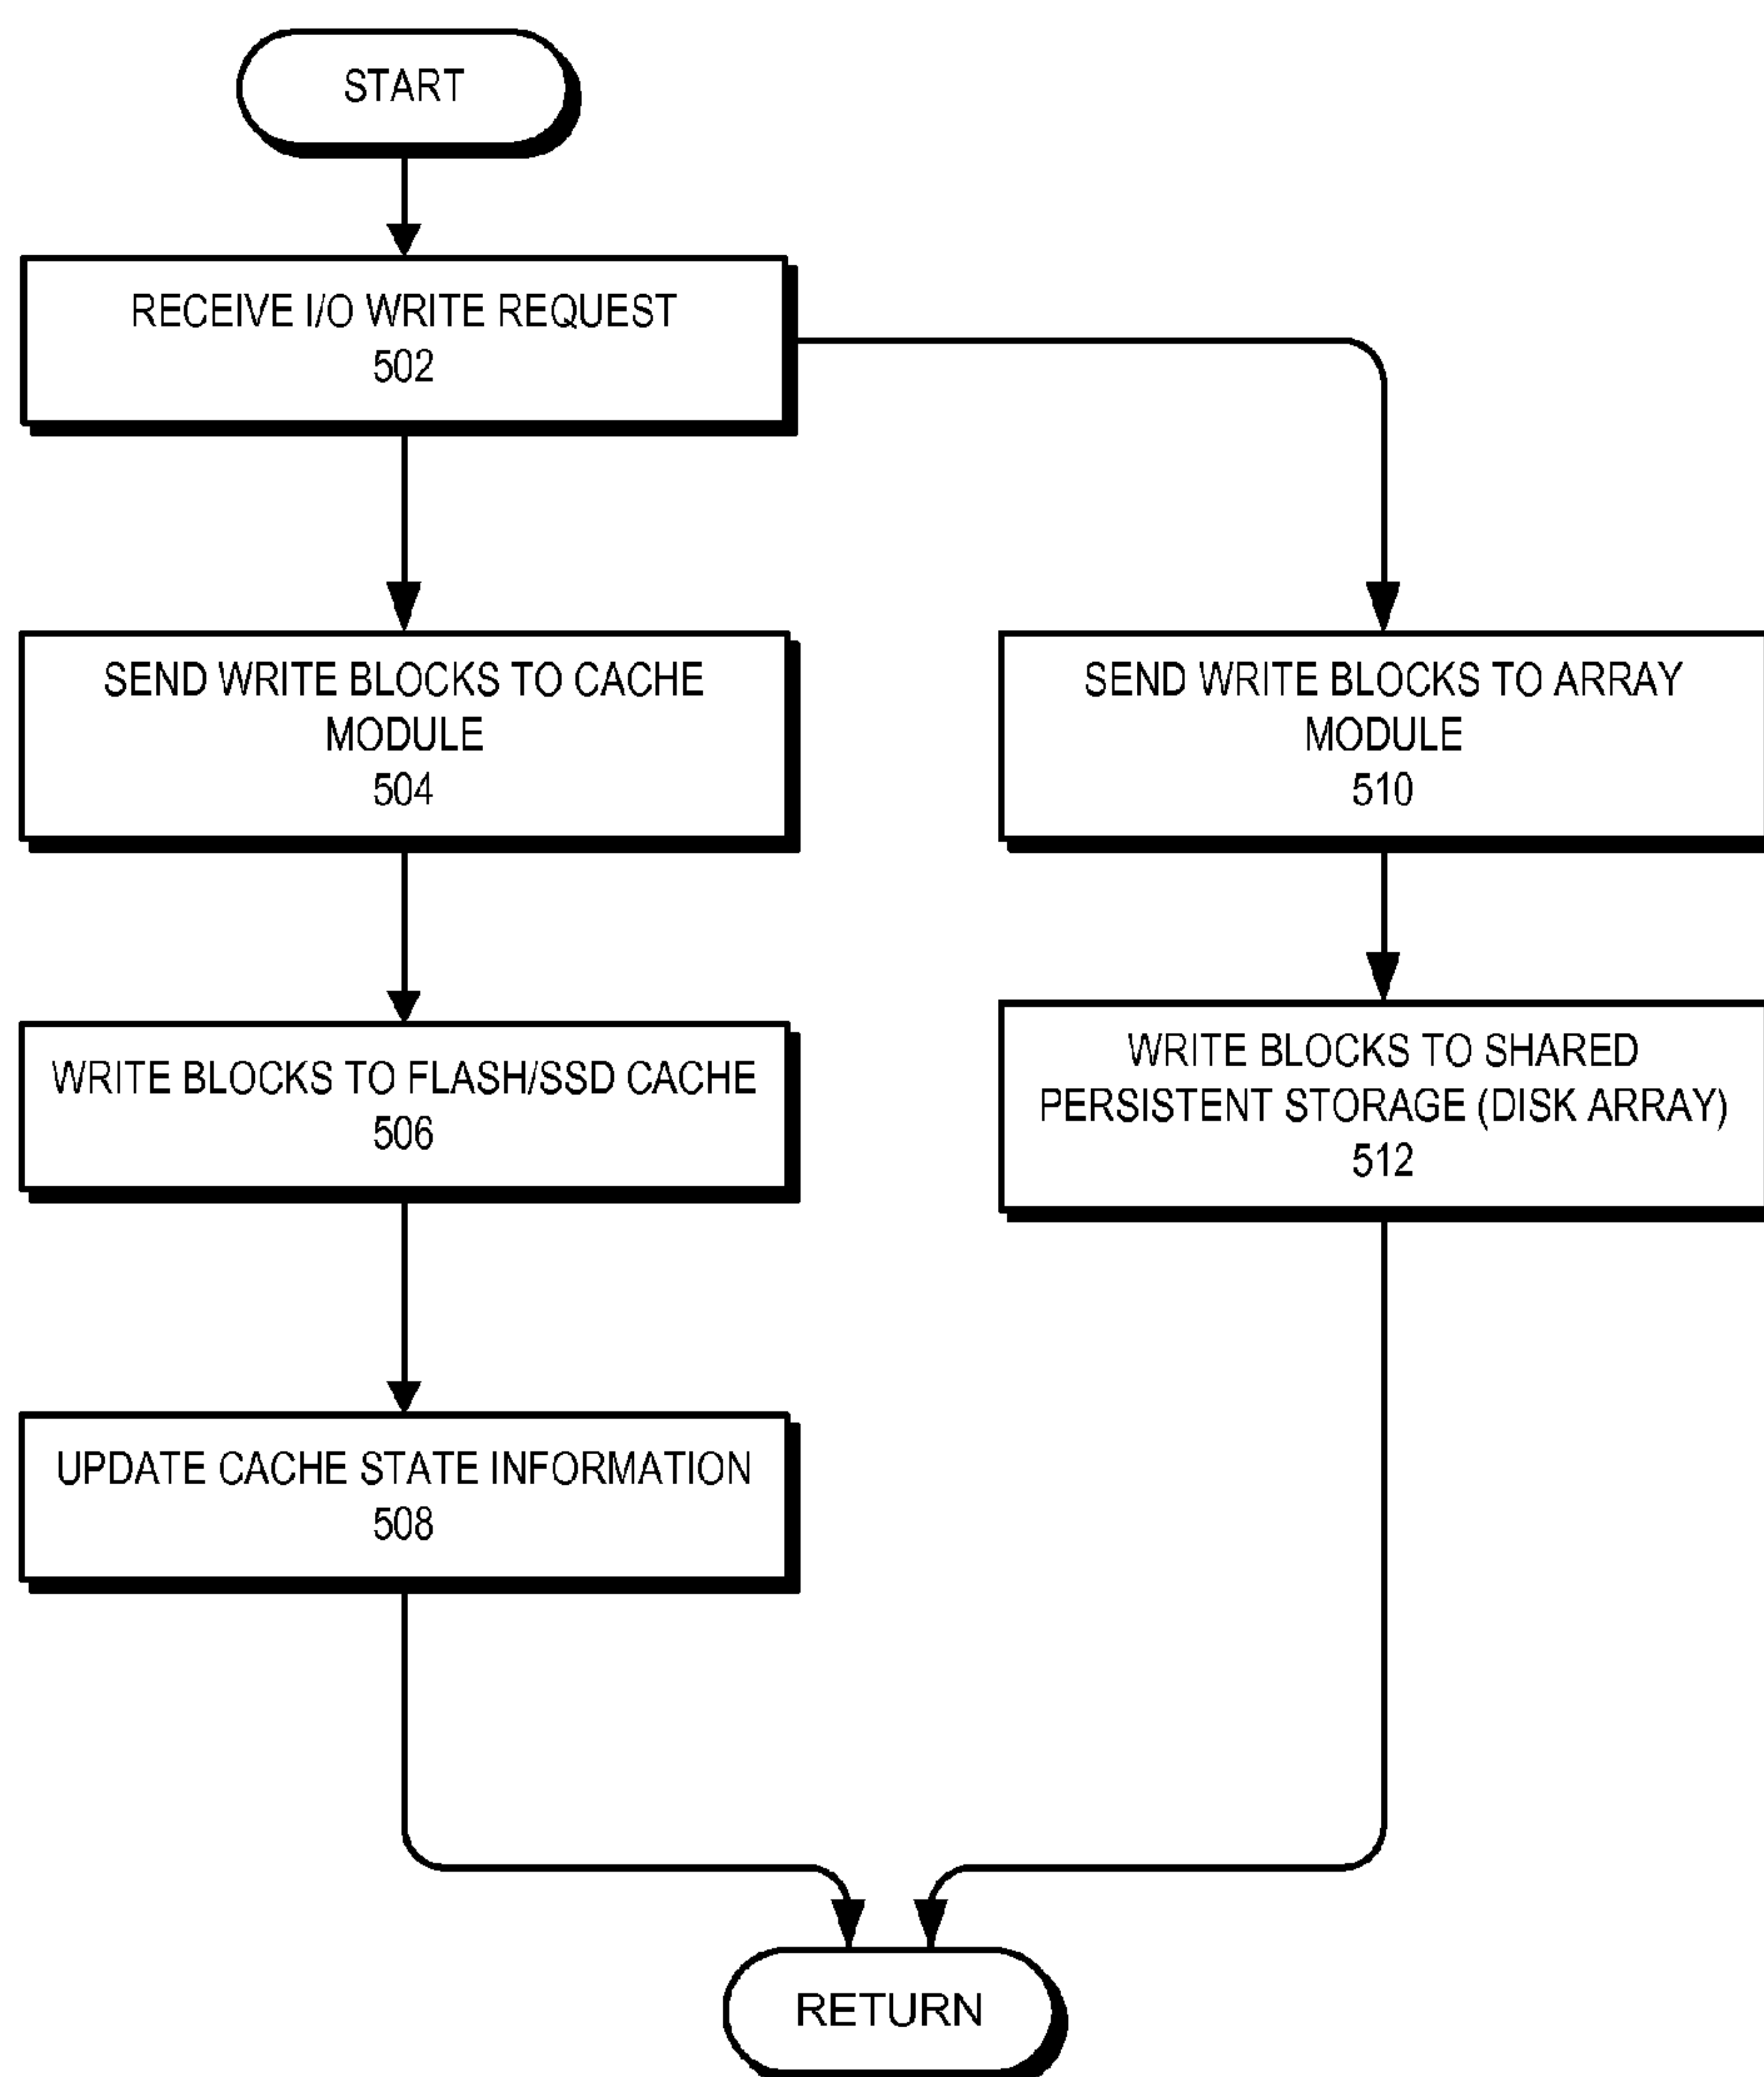 START
RECEIVE I/O WRITE REQUEST
502
SEND WRITE BLOCKS TO CACHE
MODULE
504
SEND WRITE BLOCKS TO ARRAY
MODULE
510
WRITE BLOCKS TO FLASH/SSD CACHE
506
WRITE BLOCKS TO SHARED
PERSISTENT STORAGE (DISK ARRAY)
512
UPDATE CACHE STATE INFORMATION
508
RETURN